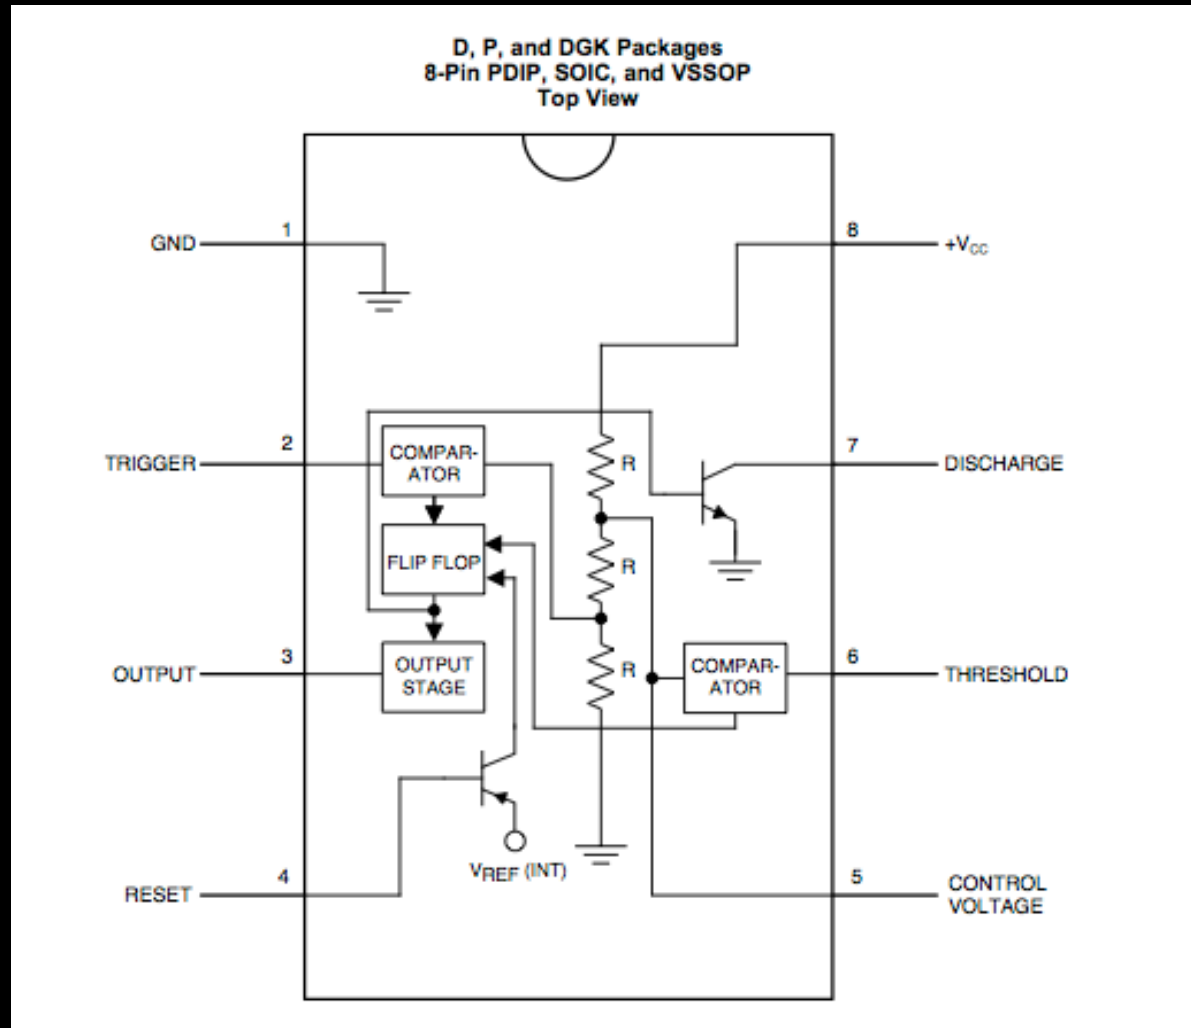 D, P, and DGK Packages
8-Pin PDIP, SOIC, and VSSOP
Top View
GND
1
8
+VCC
TRIGGER
2
COMPAR-
ATOR
R
7
DISCHARGE
FLIP FLOP
R
OUTPUT
3
OUTPUT
STAGE
R
COMPAR-
ATOR
6
THRESHOLD
VREF (INT)
RESET
4
5
CONTROL
VOLTAGE